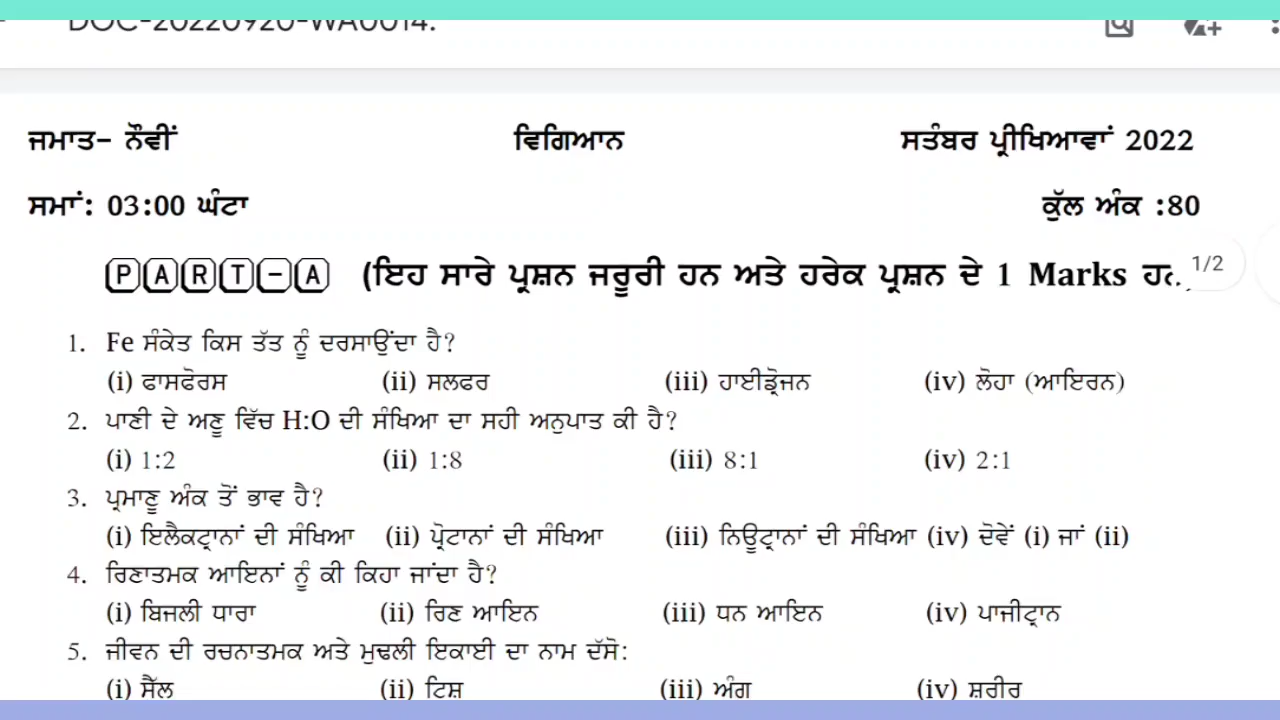 DOC-20220920-WA0014.
ਜਮਾਤ- ਨੌਵੀਂ ਵਿਗਿਆਨ ਸਤੰਬਰ ਪ੍ਰੀਖਿਆਵਾਂ 2022
ਸਮਾਂ: 03:00 ਘੰਟਾ ਕੁੱਲ ਅੰਕ :80
PART-A (ਇਹ ਸਾਰੇ ਪ੍ਰਸ਼ਨ ਜਰੂਰੀ ਹਨ ਅਤੇ ਹਰੇਕ ਪ੍ਰਸ਼ਨ ਦੇ 1 Marks 1/2
1. Fe ਸੰਕੇਤ ਕਿਸ ਤੱਤ ਨੂੰ ਦਰਸਾਉਂਦਾ ਹੈ?
(i) ਫਾਸਫੋਰਸ (ii) ਸਲਫਰ (iii) ਹਾਈਡ੍ਰੋਜਨ (iv) ਲੋਹਾ (ਆਇਰਨ)
2. ਪਾਣੀ ਦੇ ਅਣੂ ਵਿੱਚ H:O ਦੀ ਸੰਖਿਆ ਦਾ ਸਹੀ ਅਨੁਪਾਤ ਕੀ ਹੈ?
(i) 1:2 (ii) 1:8 (iii) 8:1 (iv) 2:1
3. ਪ੍ਰਮਾਣੂ ਅੰਕ ਤੋਂ ਭਾਵ ਹੈ?
(i) ਇਲੈਕਟ੍ਰਾਨਾਂ ਦੀ ਸੰਖਿਆ (ii) ਪ੍ਰੋਟਾਨਾਂ ਦੀ ਸੰਖਿਆ (iii) ਨਿਊਟ੍ਰਾਨਾਂ ਦੀ ਸੰਖਿਆ (iv) ਦੋਵੇਂ (i) ਜਾਂ (ii)
4. ਰਿਣਾਤਮਕ ਆਇਨਾਂ ਨੂੰ ਕੀ ਕਿਹਾ ਜਾਂਦਾ ਹੈ?
(i) ਬਿਜਲੀ ਧਾਰਾ (ii) ਰਿਣ ਆਇਨ (iii) ਧਨ ਆਇਨ (iv) ਪਾਜੀਟ੍ਰਾਨ
5. ਜੀਵਨ ਦੀ ਰਚਨਾਤਮਕ ਅਤੇ ਮੁਢਲੀ ਇਕਾਈ ਦਾ ਨਾਮ ਦੱਸੋ:
(i) ਸੈੱਲ (ii) ਟਿਸ਼ (iii) ਅੰਗ (iv) ਸ਼ਰੀਰ